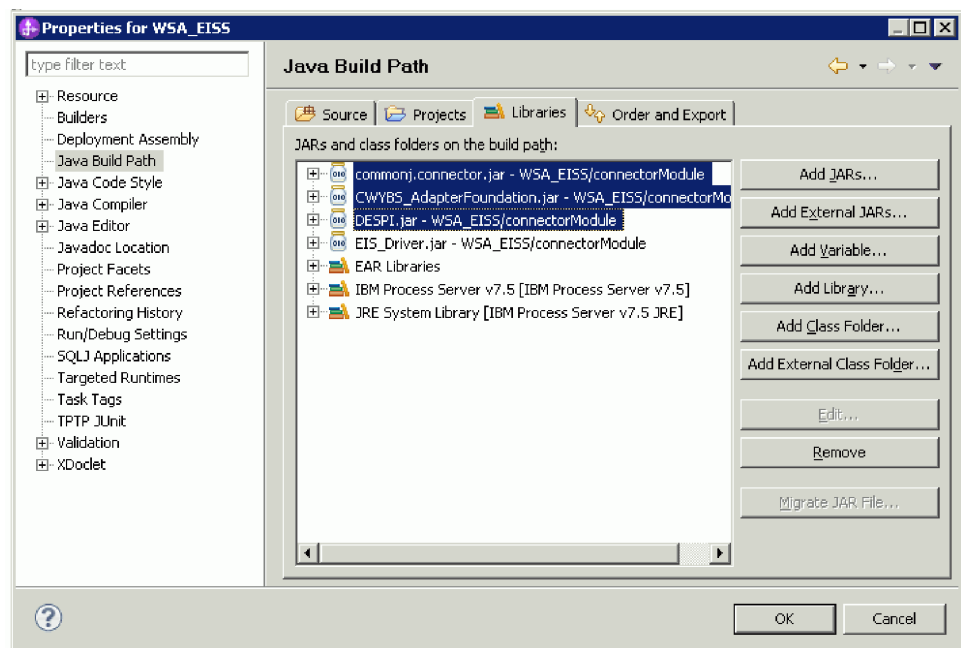 Properties for WSA_EISS
type filter text
Resource
Builders
Deployment Assembly
Java Build Path
Java Code Style
Java Compiler
Java Editor
Javadoc Location
Project Facets
Project References
Refactoring History
Run/Debug Settings
SQLJ Applications
Targeted Runtimes
Task Tags
TPTP JUnit
Validation
XDoclet
Java Build Path
Source
Projects
Libraries
Order and Export
JARs and class folders on the build path:
commonj.connector.jar - WSA_EISS/connectorModule
CWYBS_AdapterFoundation.jar - WSA_EISS/connectorMo
DESPI.jar - WSA_EISS/connectorModule
EIS_Driver.jar - WSA_EISS/connectorModule
EAR Libraries
IBM Process Server v7.5 [IBM Process Server v7.5]
JRE System Library [IBM Process Server v7.5 JRE]
Add JARs...
Add External JARs...
Add Variable...
Add Library...
Add Class Folder...
Add External Class Folder...
Edit...
Remove
Migrate JAR File...
OK
Cancel